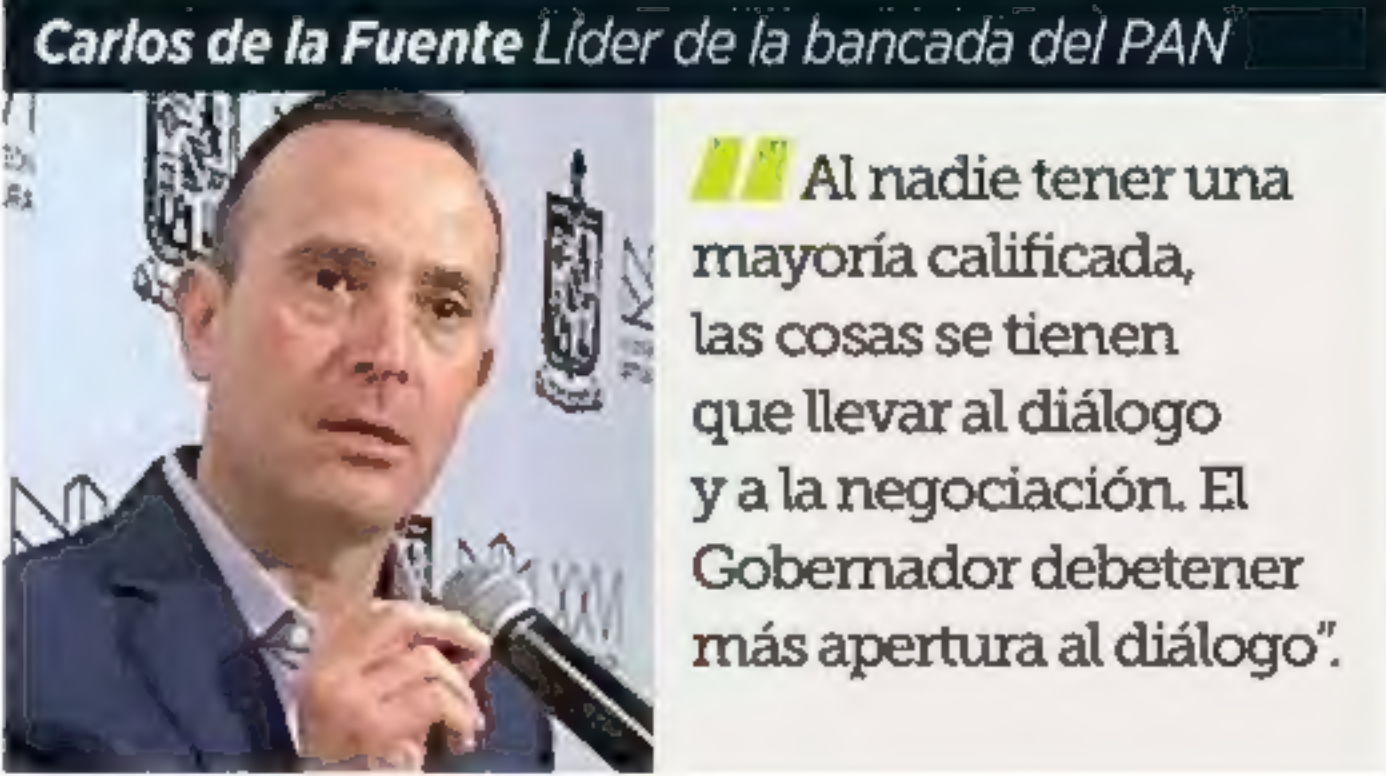 Carlos de la Fuente Líder de la bancada del PAN
"Al nadie tener una
mayoría calificada,
las cosas se tienen
que llevar al diálogo
y a la negociación. El
Gobernador debetener
más apertura al diálogo".